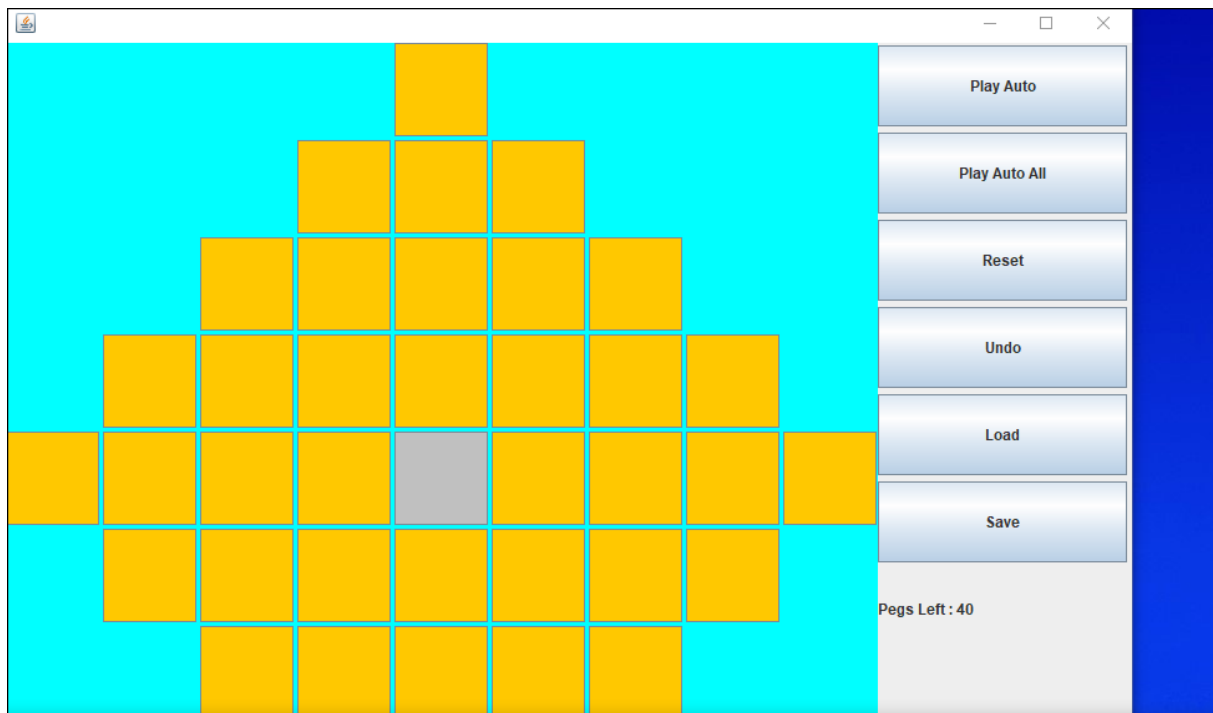 Play Auto
Play Auto All
Reset
Undo
Load
Save
Pegs Left : 40